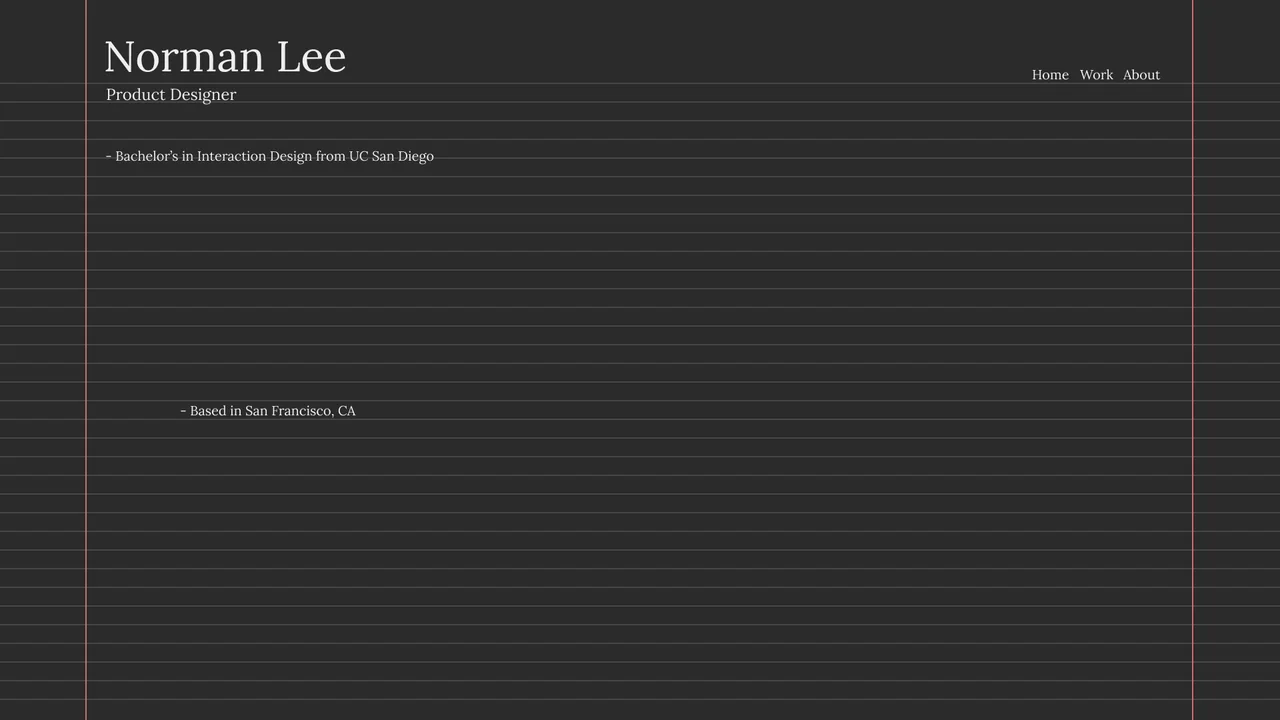 Norman Lee
Home Work About
Product Designer
- Bachelor’s in Interaction Design from UC San Diego
- Based in San Francisco, CA